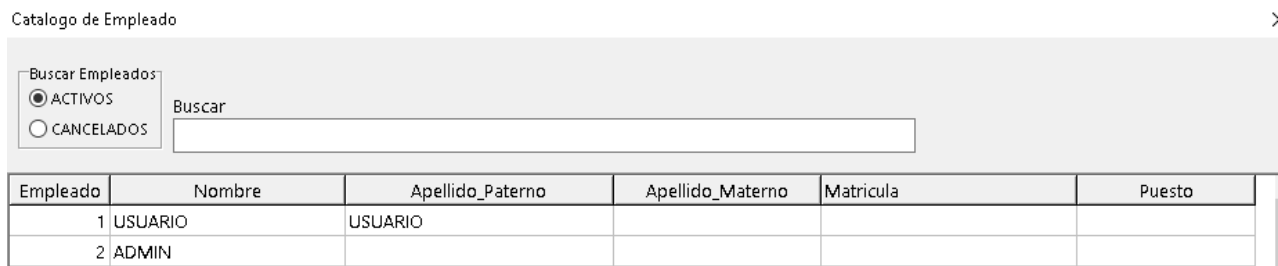 Catalogo de Empleado
Buscar Empleados
ACTIVOS
CANCELADOS
Buscar
Empleado Nombre Apellido_Paterno Apellido_Materno Matricula Puesto
1 USUARIO USUARIO
2 ADMIN